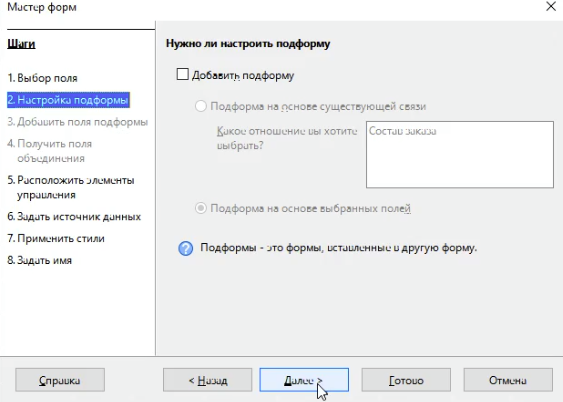 Мастер форм
Шаги
1. Выбор поля
2. Настройка подформы
3. Добавить поля подформы
4. Получить поля
объединения
5. Расположить элементы
управления
6. Задать источник данных
7. Применить стили
8. Задать имя
Нужно ли настроить подформу
Добавить подформу
Подформа на основе существующей связи
Какое отношение вы хотите
выбрать?
Состав заказа
Подформа на основе выбранных полей
Подформы - это формы, вставленные в другую форму.
Справка
< Назад
Далее >
Готово
Отмена